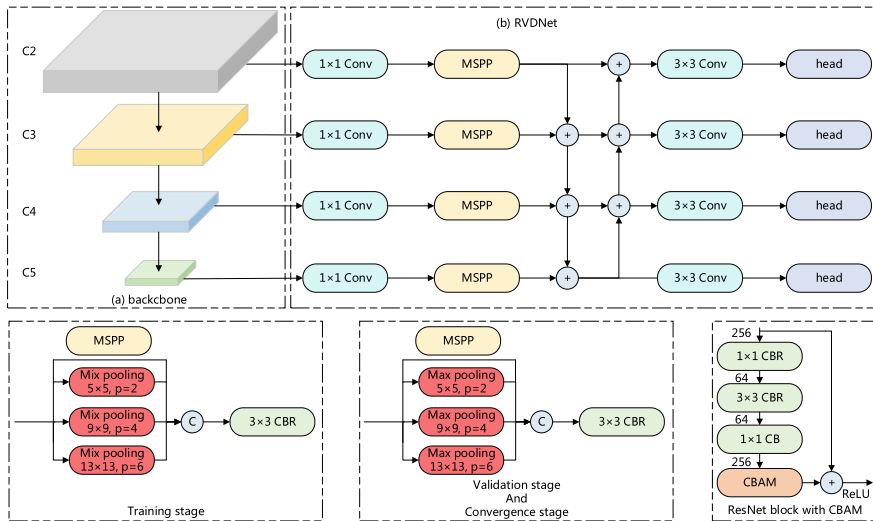 (b) RVDNet
C2
1×1 Conv
MSPP
+
3×3 Conv
head
C3
1×1 Conv
MSPP
+
+
3×3 Conv
head
C4
1×1 Conv
MSPP
+
+
3×3 Conv
head
C5
1×1 Conv
MSPP
+
3×3 Conv
head
(a) backcbone
MSPP
Mix pooling
5×5, p=2
Mix pooling
9×9, p=4
Mix pooling
13×13, p=6
C
3×3 CBR
Training stage
MSPP
Max pooling
5×5, p=2
Max pooling
9×9, p=4
Max pooling
13×13, p=6
C
3×3 CBR
Validation stage
And
Convergence stage
256
1×1 CBR
64
3×3 CBR
64
1×1 CB
256
CBAM
+
ReLU
ResNet block with CBAM